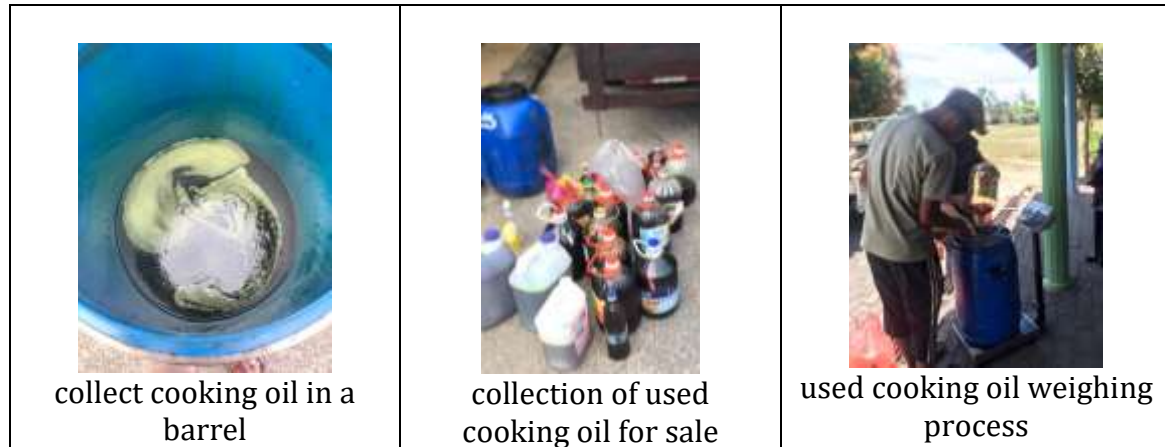 collect cooking oil in a
barrel
collection of used
cooking oil for sale
used cooking oil weighing
process